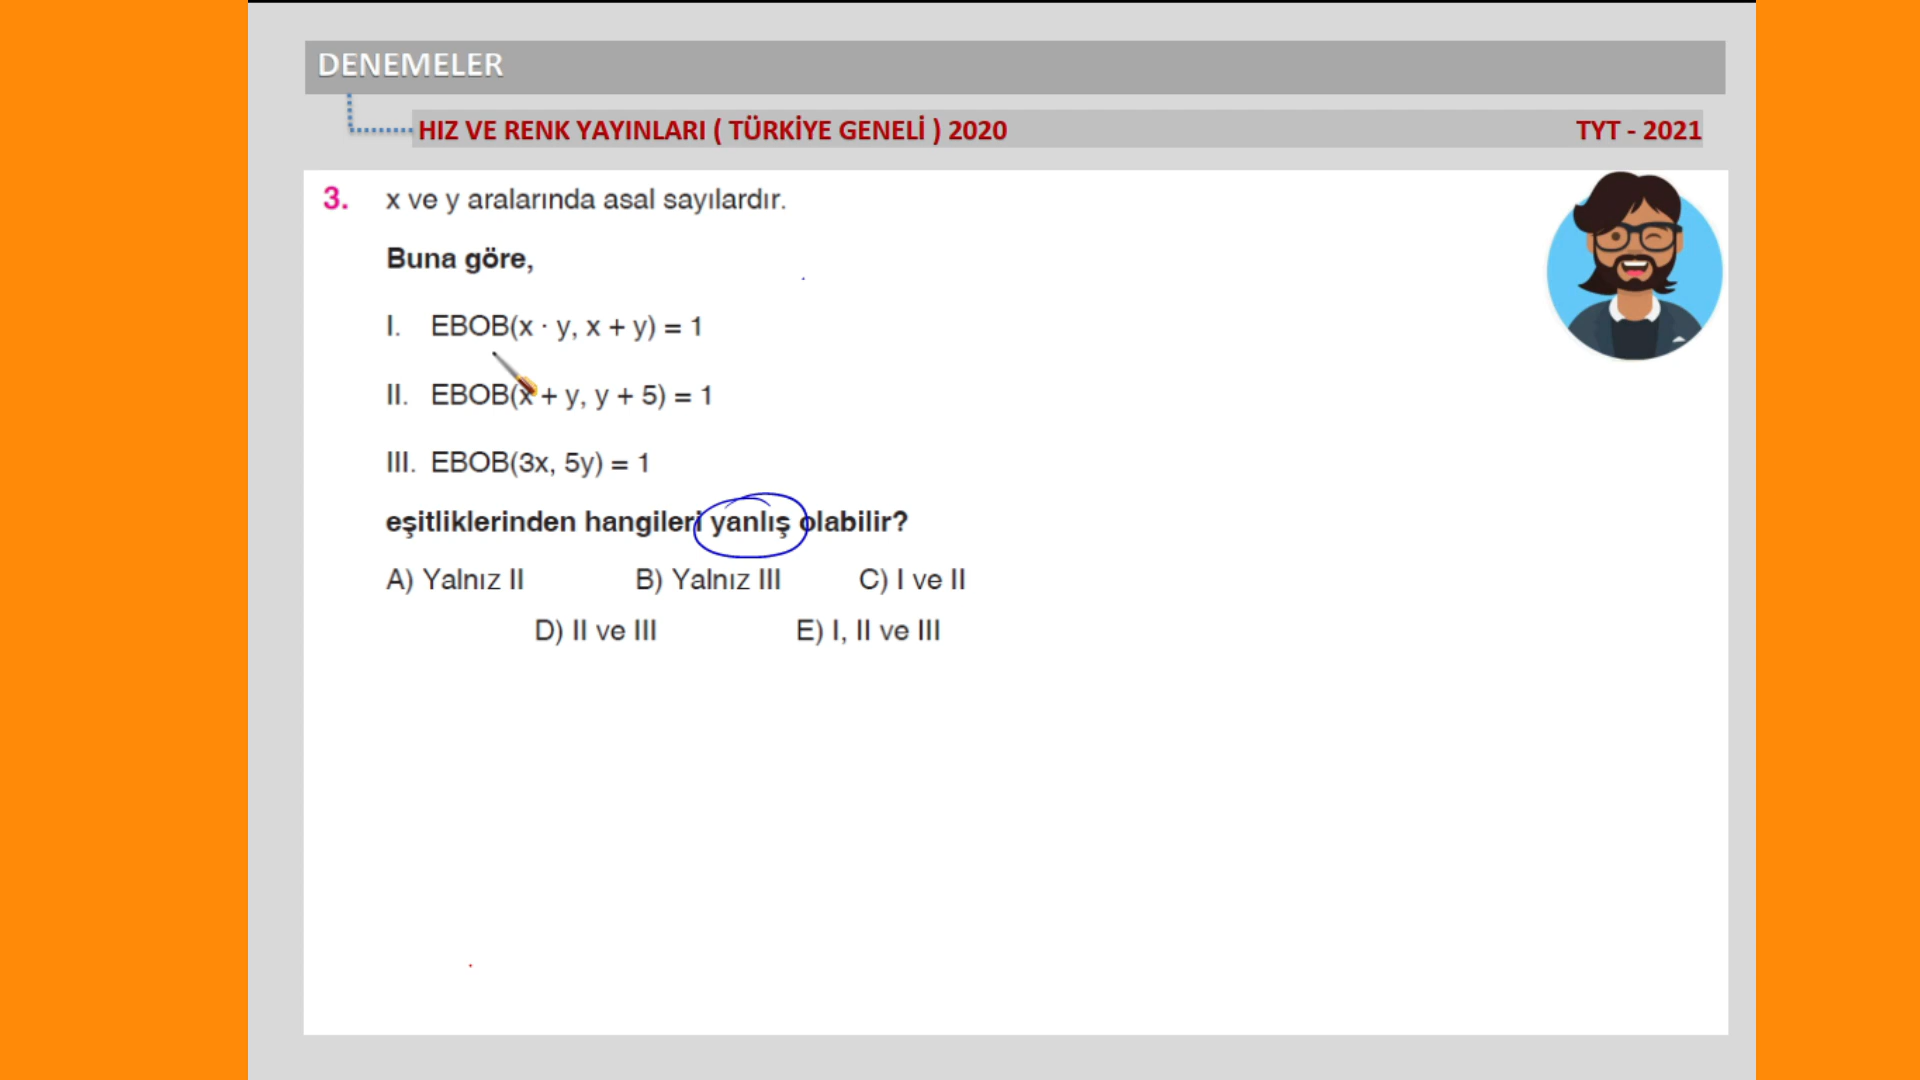 DENEMELER
HIZ VE RENK YAYINLARI ( TÜRKİYE GENELİ ) 2020 TYT - 2021
3. x ve y aralarında asal sayılardır.
Buna göre,
I. EBOB(x · y, x + y) = 1
II. EBOB(x + y, y + 5) = 1
III. EBOB(3x, 5y) = 1
eşitliklerinden hangileri yanlış olabilir?
A) Yalnız II B) Yalnız III C) I ve II
D) II ve III E) I, II ve III